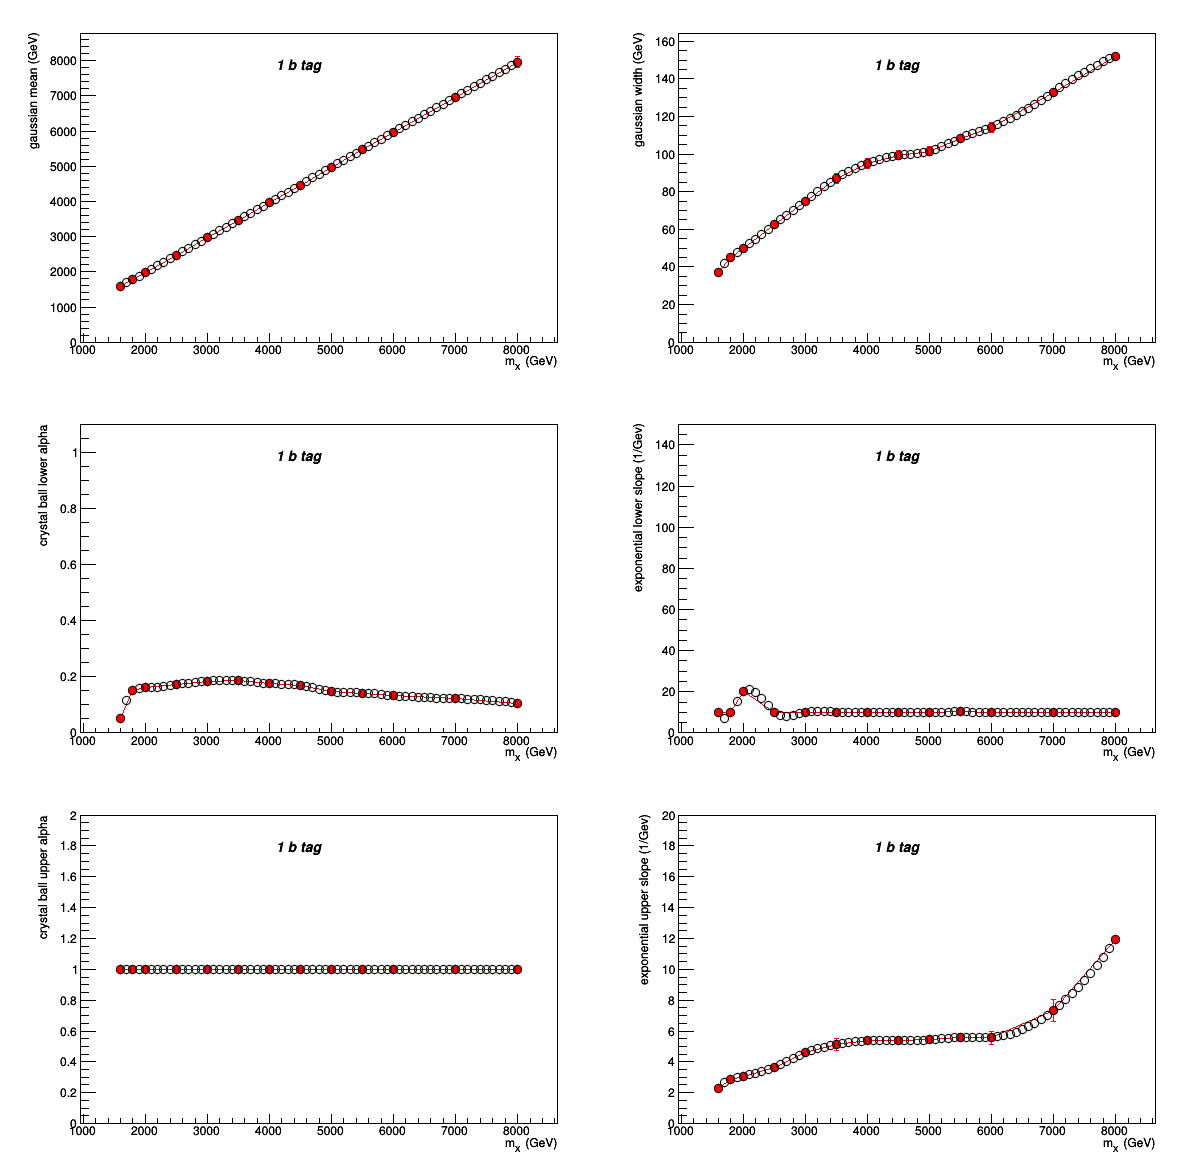 gaussian mean (GeV)
1 b tag
8000
7000
6000
5000
4000
3000
2000
1000
0
1000 2000 3000 4000 5000 6000 7000 8000
m_x (GeV)
gaussian width (GeV)
1 b tag
160
140
120
100
80
60
40
20
0
1000 2000 3000 4000 5000 6000 7000 8000
m_x (GeV)
crystal ball lower alpha
1 b tag
1
0.8
0.6
0.4
0.2
0
1000 2000 3000 4000 5000 6000 7000 8000
m_x (GeV)
exponential lower slope (1/Gev)
1 b tag
140
120
100
80
60
40
20
0
1000 2000 3000 4000 5000 6000 7000 8000
m_x (GeV)
crystal ball upper alpha
1 b tag
2
1.8
1.6
1.4
1.2
1
0.8
0.6
0.4
0.2
0
1000 2000 3000 4000 5000 6000 7000 8000
m_x (GeV)
exponential upper slope (1/Gev)
1 b tag
20
18
16
14
12
10
8
6
4
2
0
1000 2000 3000 4000 5000 6000 7000 8000
m_x (GeV)